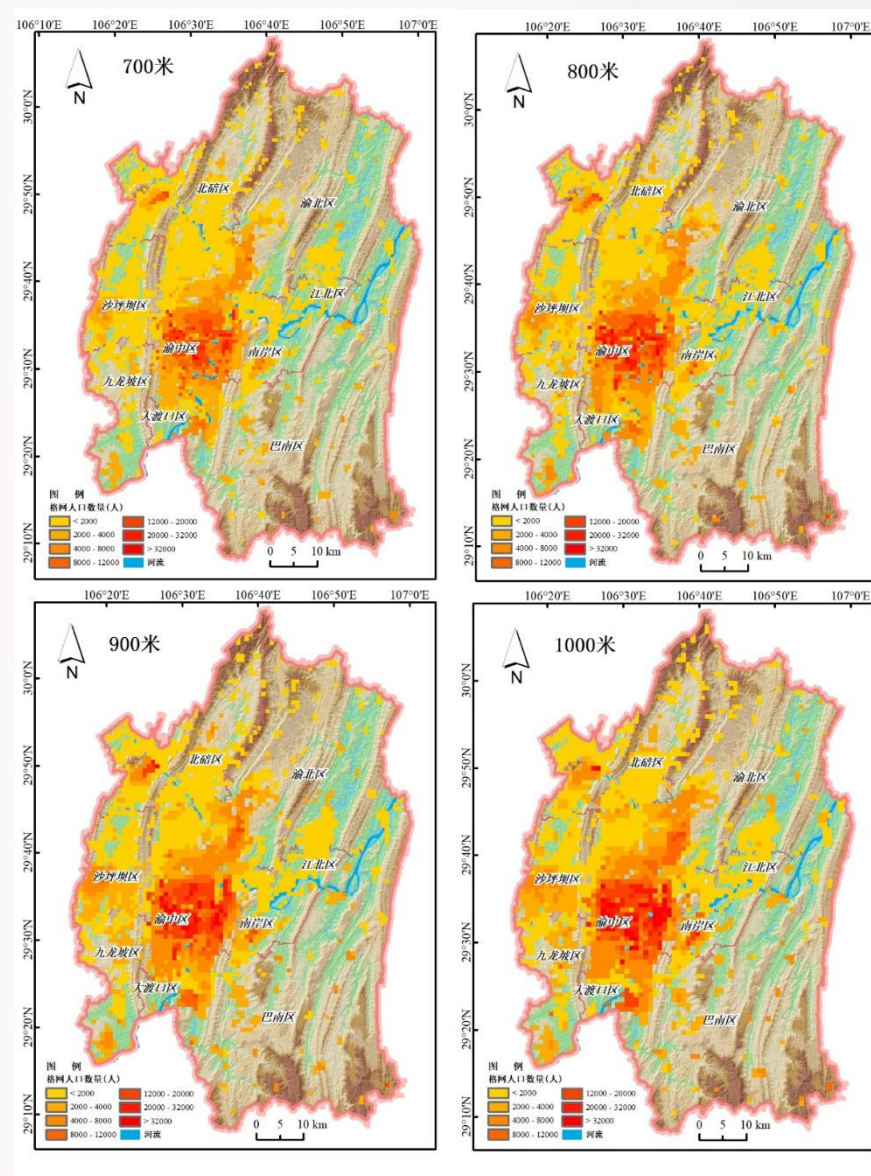 106°10'E 106°20'E 106°30'E 106°40'E 106°50'E 107°0'E
700米
N
30°0'N
29°50'N
29°40'N
29°30'N
29°20'N
29°10'N
北碚区
渝北区
江北区
沙坪坝区
渝中区
南岸区
九龙坡区
大渡口区
巴南区
图 例
格网人口数量(人)
< 2000
2000 - 4000
4000 - 8000
8000 - 12000
12000 - 20000
20000 - 32000
> 32000
河流
0 5 10 km
106°20'E 106°30'E 106°40'E 106°50'E 107°0'E
800米
N
30°0'N
29°50'N
29°40'N
29°30'N
29°20'N
29°10'N
北碚区
渝北区
江北区
沙坪坝区
渝中区
南岸区
九龙坡区
大渡口区
巴南区
图 例
格网人口数量(人)
< 2000
2000 - 4000
4000 - 8000
8000 - 12000
12000 - 20000
20000 - 32000
> 32000
河流
0 5 10 km
106°20'E 106°30'E 106°40'E 106°50'E 107°0'E
900米
N
30°0'N
29°50'N
29°40'N
29°30'N
29°20'N
29°10'N
北碚区
渝北区
江北区
沙坪坝区
渝中区
南岸区
九龙坡区
大渡口区
巴南区
图 例
格网人口数量(人)
< 2000
2000 - 4000
4000 - 8000
8000 - 12000
12000 - 20000
20000 - 32000
> 32000
河流
0 5 10 km
106°20'E 106°30'E 106°40'E 106°50'E 107°0'E
1000米
N
30°0'N
29°50'N
29°40'N
29°30'N
29°20'N
29°10'N
北碚区
渝北区
江北区
沙坪坝区
渝中区
南岸区
九龙坡区
大渡口区
巴南区
图 例
格网人口数量(人)
< 2000
2000 - 4000
4000 - 8000
8000 - 12000
12000 - 20000
20000 - 32000
> 32000
河流
0 5 10 km